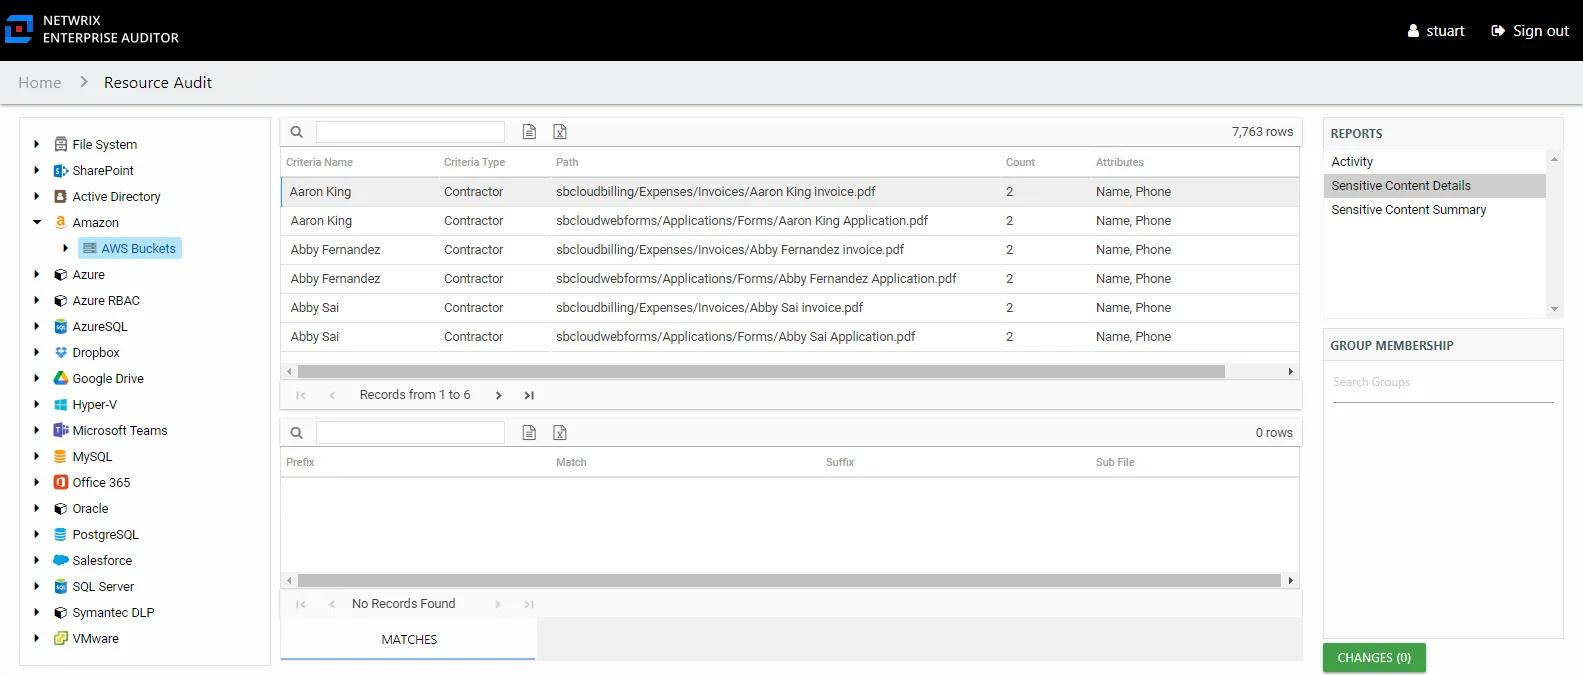 NETWRIX
ENTERPRISE AUDITOR
stuart
Sign out
Home
Resource Audit
File System
SharePoint
Active Directory
Amazon
AWS Buckets
Azure
Azure RBAC
AzureSQL
Dropbox
Google Drive
Hyper-V
Microsoft Teams
MySQL
Office 365
Oracle
PostgreSQL
Salesforce
SQL Server
Symantec DLP
VMware
7,763 rows
Criteria Name Criteria Type Path Count Attributes
Aaron King Contractor sbcloudbilling/Expenses/Invoices/Aaron King invoice.pdf 2 Name, Phone
Aaron King Contractor sbcloudwebforms/Applications/Forms/Aaron King Application.pdf 2 Name, Phone
Abby Fernandez Contractor sbcloudbilling/Expenses/Invoices/Abby Fernandez invoice.pdf 2 Name, Phone
Abby Fernandez Contractor sbcloudwebforms/Applications/Forms/Abby Fernandez Application.pdf 2 Name, Phone
Abby Sai Contractor sbcloudbilling/Expenses/Invoices/Abby Sai invoice.pdf 2 Name, Phone
Abby Sai Contractor sbcloudwebforms/Applications/Forms/Abby Sai Application.pdf 2 Name, Phone
Records from 1 to 6
0 rows
Prefix Match Suffix Sub File
No Records Found
MATCHES
REPORTS
Activity
Sensitive Content Details
Sensitive Content Summary
GROUP MEMBERSHIP
Search Groups
CHANGES (0)